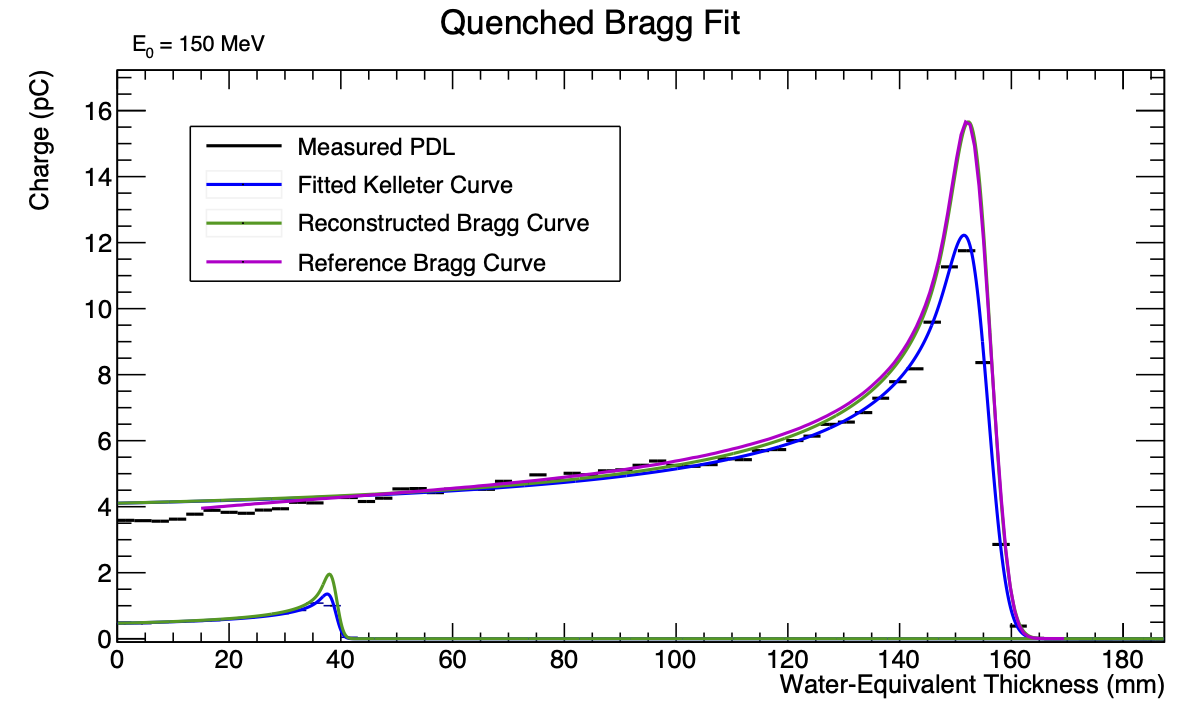 Quenched Bragg Fit
E0 = 150 MeV
Charge (pC)
16
14
12
10
8
6
4
2
0
Measured PDL
Fitted Kelleter Curve
Reconstructed Bragg Curve
Reference Bragg Curve
0 20 40 60 80 100 120 140 160 180
Water-Equivalent Thickness (mm)